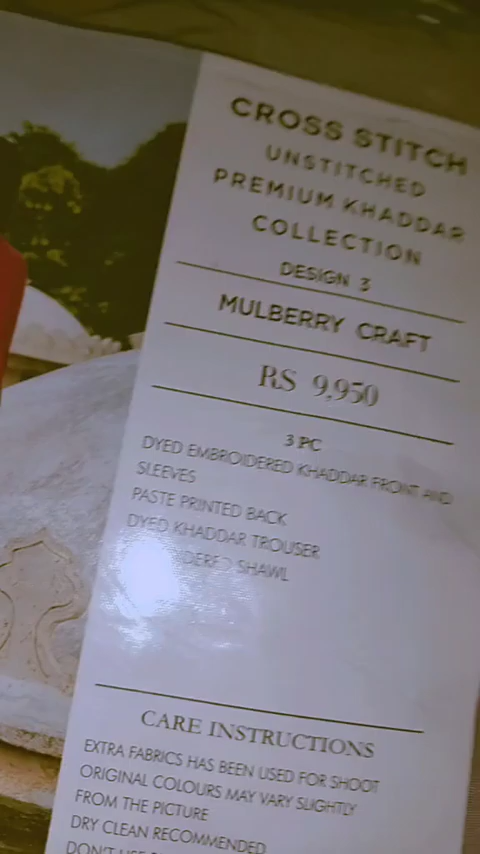 CROSS STITCH
UNSTITCHED
PREMIUM KHADDAR
COLLECTION
DESIGN 3
MULBERRY CRAFT
RS 9,950
3 PC
DYED EMBROIDERED KHADDAR FRONT AND
SLEEVES
PASTE PRINTED BACK
DYED KHADDAR TROUSER
SHAWL
CARE INSTRUCTIONS
EXTRA FABRICS HAS BEEN USED FOR SHOOT
ORIGINAL COLOURS MAY VARY SLIGHTLY
FROM THE PICTURE
DRY CLEAN RECOMMENDED
DON'T USE